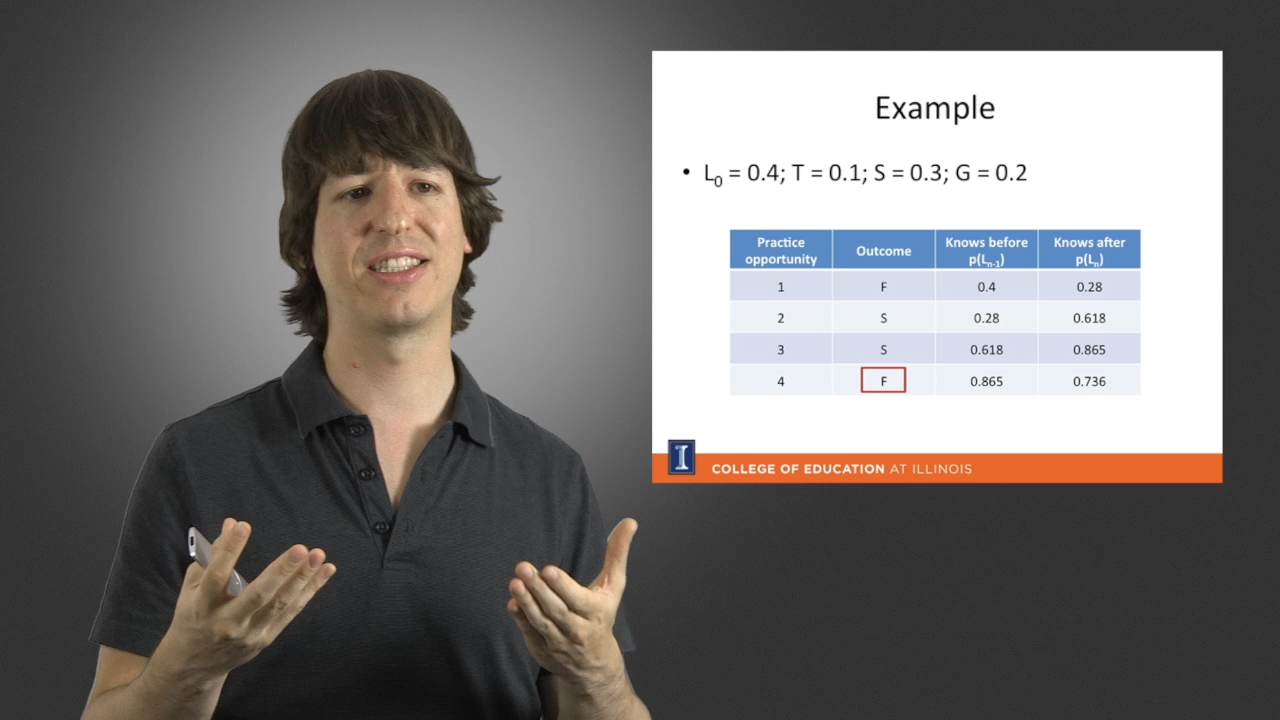 Example
• L₀ = 0.4; T = 0.1; S = 0.3; G = 0.2
Practice opportunity Outcome Knows before p(Lₙ₋₁) Knows after p(Lₙ)
1 F 0.4 0.28
2 S 0.28 0.618
3 S 0.618 0.865
4 F 0.865 0.736
I COLLEGE OF EDUCATION AT ILLINOIS